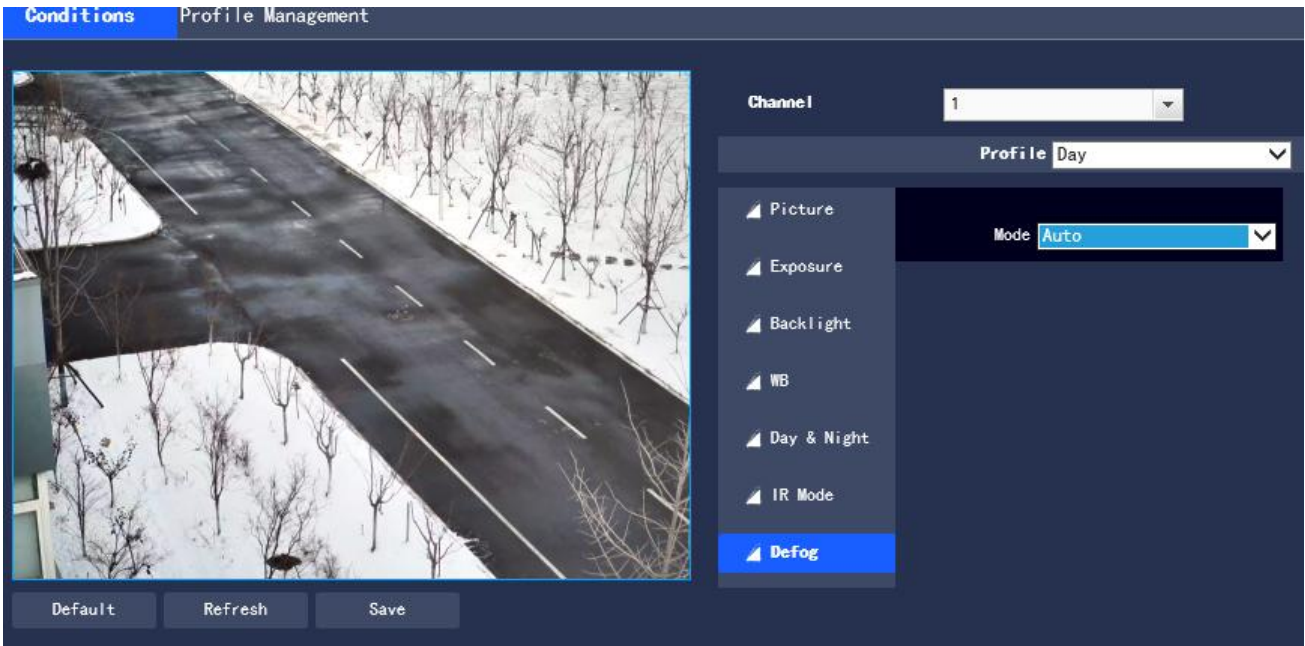 Conditions Profile Management
Channel 1
Profile Day
Picture
Mode Auto
Exposure
Backlight
WB
Day & Night
IR Mode
Defog
Default Refresh Save